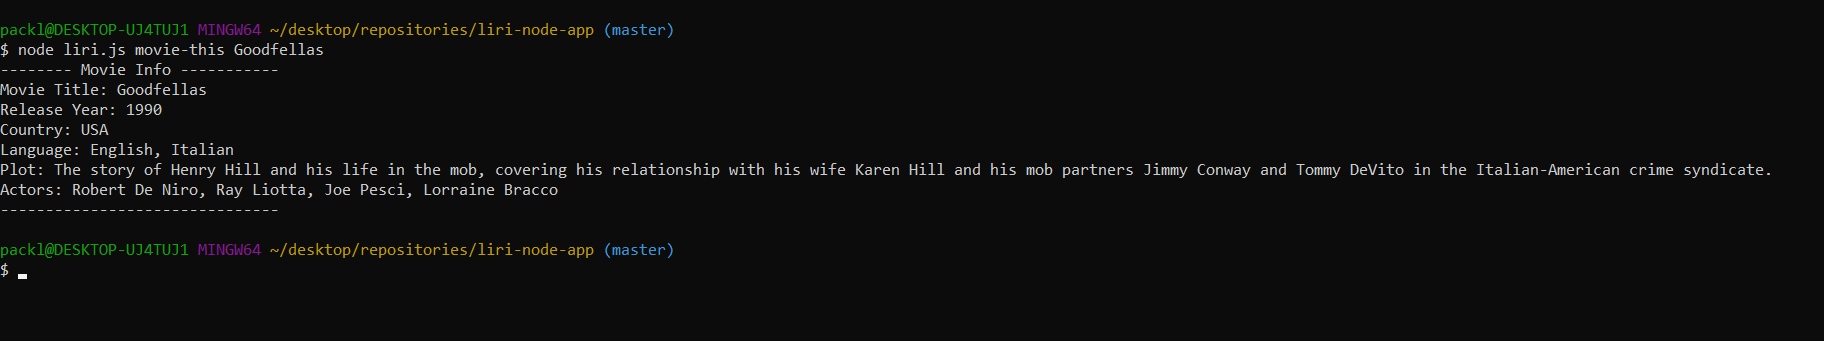 packl@DESKTOP-UJ4TUJ1 MINGW64 ~/desktop/repositories/liri-node-app (master)
$ node liri.js movie-this Goodfellas
-------- Movie Info -----------
Movie Title: Goodfellas
Release Year: 1990
Country: USA
Language: English, Italian
Plot: The story of Henry Hill and his life in the mob, covering his relationship with his wife Karen Hill and his mob partners Jimmy Conway and Tommy DeVito in the Italian-American crime syndicate.
Actors: Robert De Niro, Ray Liotta, Joe Pesci, Lorraine Bracco
-------------------------------
packl@DESKTOP-UJ4TUJ1 MINGW64 ~/desktop/repositories/liri-node-app (master)
$